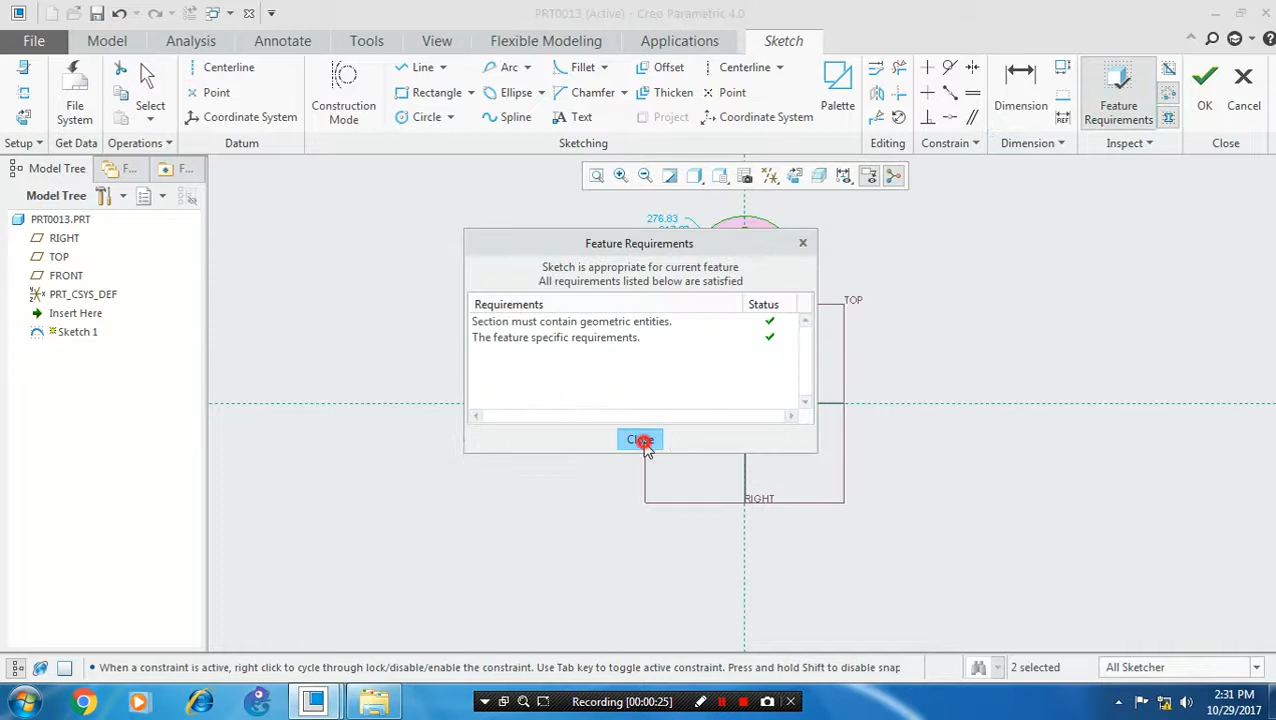 PRT0013 (Active) - Creo Parametric 4.0
File Model Analysis Annotate Tools View Flexible Modeling Applications Sketch
Centerline Line Arc Fillet Offset Centerline
Point Rectangle Ellipse Chamfer Thicken Point
Coordinate System Circle Spline Text Project Coordinate System
File System
Select
Construction Mode
Palette
Dimension
Feature Requirements
OK
Cancel
REF
Setup Get Data Operations Datum Sketching Editing Constrain Dimension Inspect Close
Model Tree F... F...
Model Tree
PRT0013.PRT
RIGHT
TOP
FRONT
PRT_CSYS_DEF
Insert Here
Sketch 1
276.83
Feature Requirements
Sketch is appropriate for current feature
All requirements listed below are satisfied
Requirements Status
Section must contain geometric entities.
The feature specific requirements.
Close
TOP
RIGHT
When a constraint is active, right click to cycle through lock/disable/enable the constraint. Use Tab key to toggle active constraint. Press and hold Shift to disable snap
2 selected
All Sketcher
Recording [00:00:25]
2:31 PM
10/29/2017